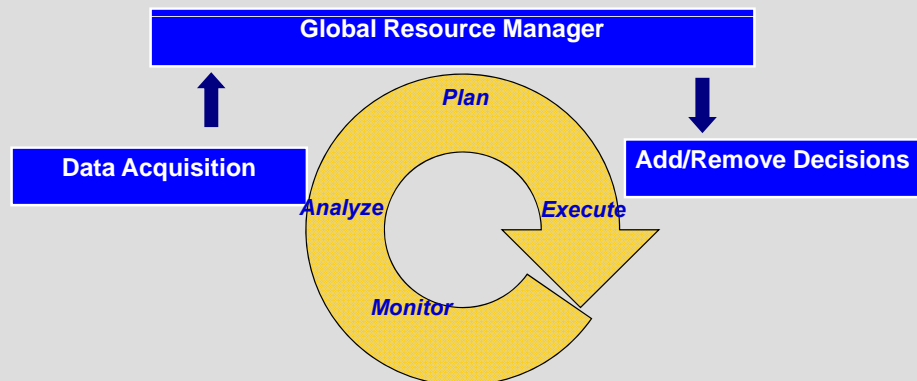 Global Resource Manager
Plan
Data Acquisition
Add/Remove Decisions
Analyze
Execute
Monitor